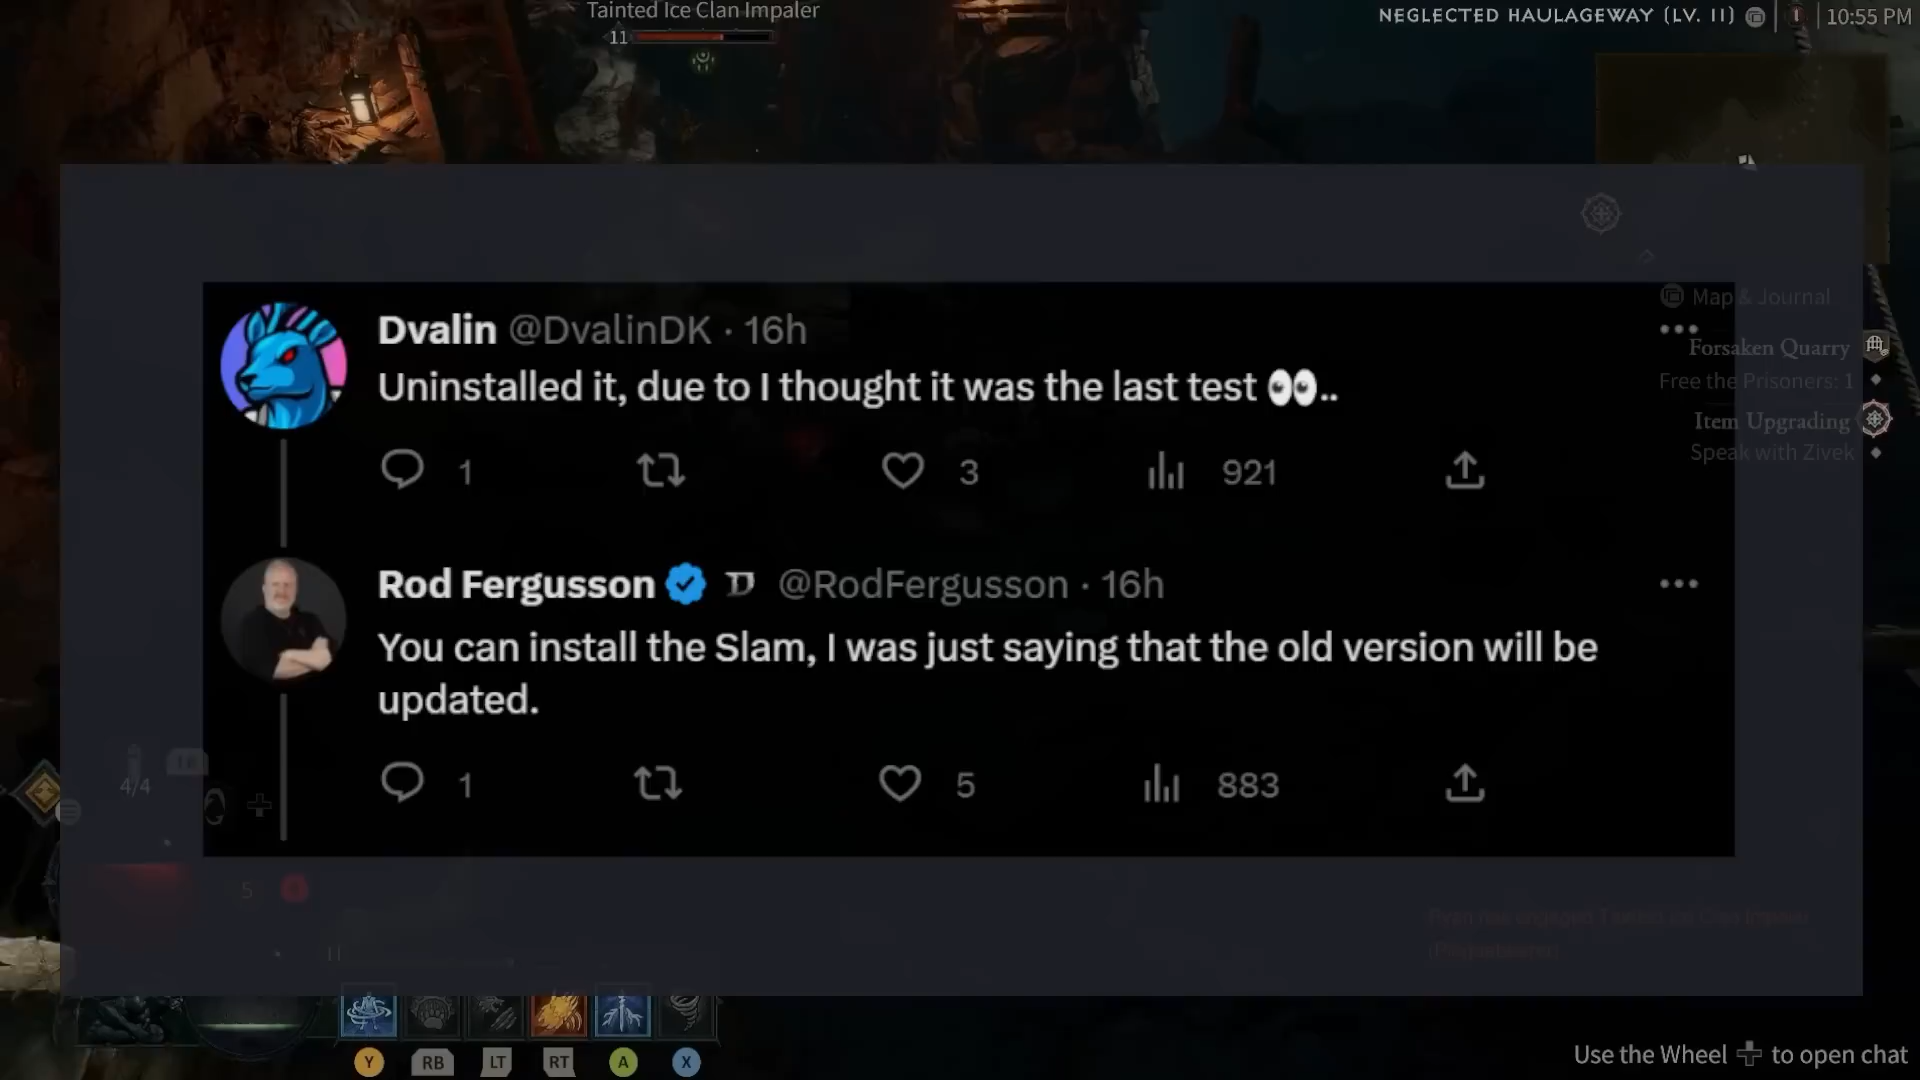 Tainted Ice Clan Impaler
11
NEGLECTED HAULAGEWAY (LV. 11)
10:55 PM
Map & Journal
Dvalin @DvalinDK · 16h
Uninstalled it, due to I thought it was the last test 👀..
Forsaken Quarry
Free the Prisoners: 1
Item Upgrading
Speak with Zivek
1
3
921
Rod Fergusson @RodFergusson · 16h
You can install the Slam, I was just saying that the old version will be
updated.
1
5
883
4/4
5
Y
RB
LT
RT
A
X
Use the Wheel to open chat